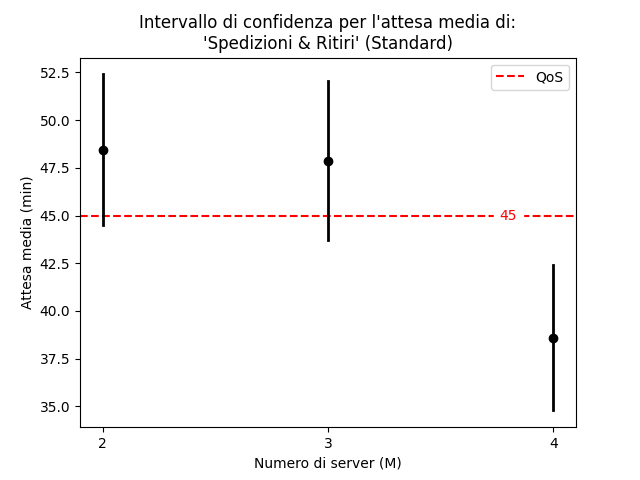 Intervallo di confidenza per l'attesa media di:
'Spedizioni & Ritiri' (Standard)
QoS
52.5
50.0
47.5
45.0
42.5
40.0
37.5
35.0
45
Attesa media (min)
2
3
4
Numero di server (M)